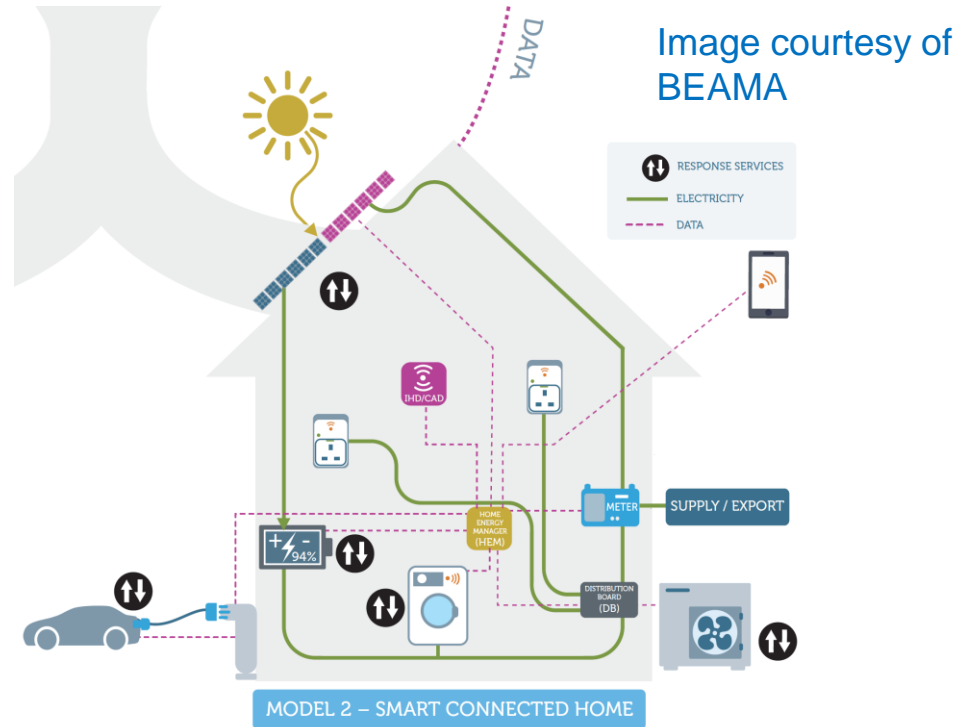 Image courtesy of
BEAMA
DATA
RESPONSE SERVICES
ELECTRICITY
DATA
IHD/CAD
HOME
ENERGY
MANAGER
(HEM)
METER
SUPPLY / EXPORT
+ -
94%
DISTRIBUTION
BOARD
(DB)
MODEL 2 – SMART CONNECTED HOME